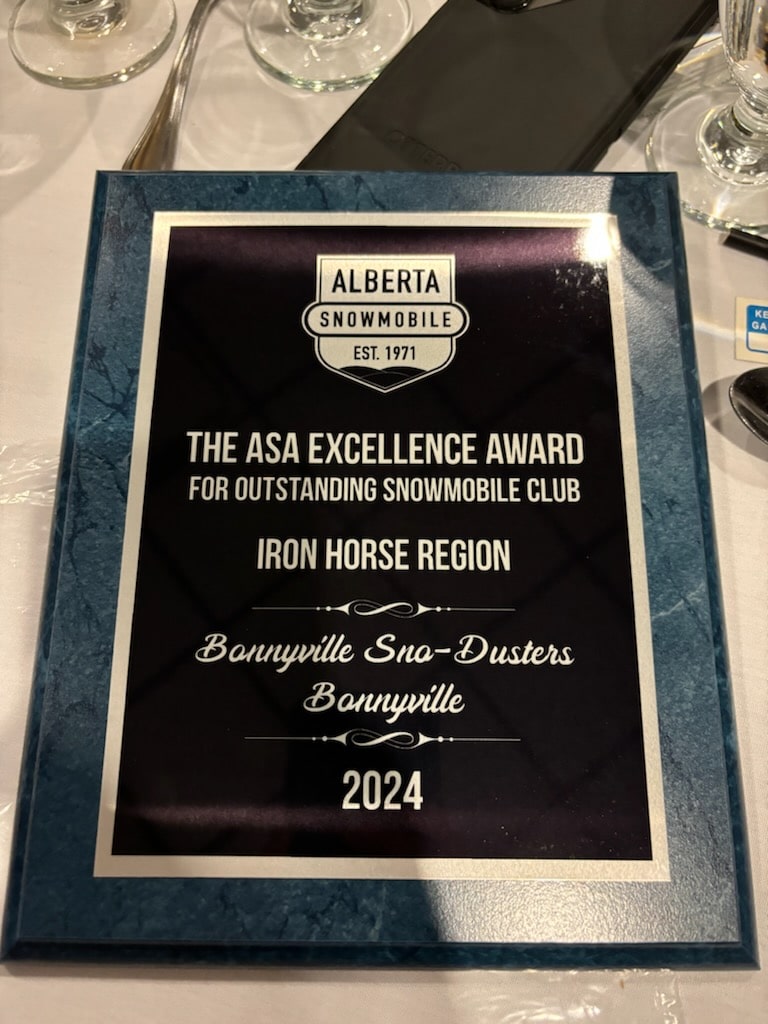 ALBERTA
SNOWMOBILE
EST. 1971
THE ASA EXCELLENCE AWARD
FOR OUTSTANDING SNOWMOBILE CLUB
IRON HORSE REGION
Bonnyville Sno-Dusters
Bonnyville
2024